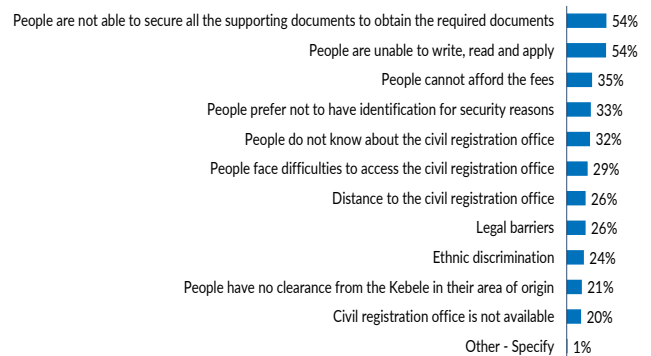 People are not able to secure all the supporting documents to obtain the required documents 54%
People are unable to write, read and apply 54%
People cannot afford the fees 35%
People prefer not to have identification for security reasons 33%
People do not know about the civil registration office 32%
People face difficulties to access the civil registration office 29%
Distance to the civil registration office 26%
Legal barriers 26%
Ethnic discrimination 24%
People have no clearance from the Kebele in their area of origin 21%
Civil registration office is not available 20%
Other - Specify 1%